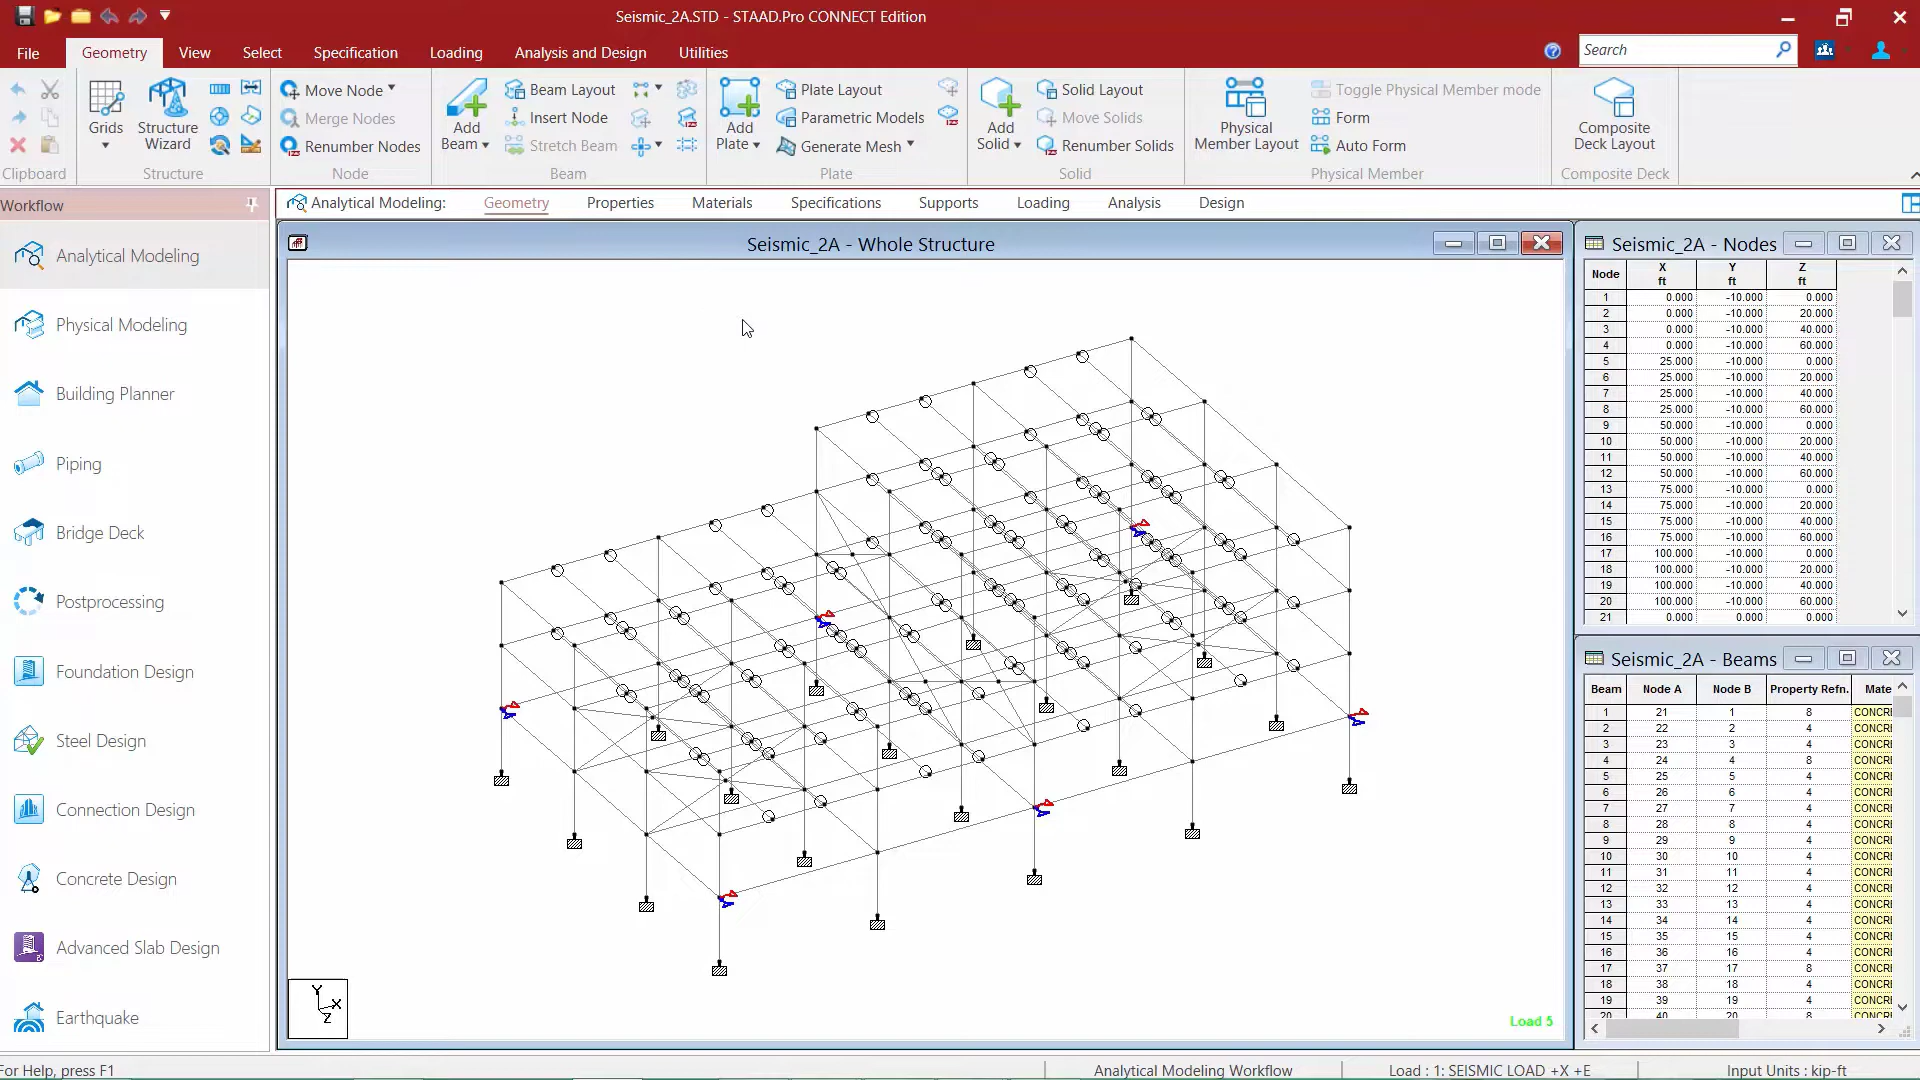 Seismic_2A.STD - STAAD.Pro CONNECT Edition
File Geometry View Select Specification Loading Analysis and Design Utilities Search
Grids
Structure Wizard
Move Node
Merge Nodes
Renumber Nodes
Add Beam
Beam Layout
Insert Node
Stretch Beam
Add Plate
Plate Layout
Parametric Models
Generate Mesh
Add Solid
Solid Layout
Move Solids
Renumber Solids
Physical Member Layout
Toggle Physical Member mode
Form
Auto Form
Composite Deck Layout
Clipboard Structure Node Beam Plate Solid Physical Member Composite Deck
Workflow
Analytical Modeling: Geometry Properties Materials Specifications Supports Loading Analysis Design
Analytical Modeling
Physical Modeling
Building Planner
Piping
Bridge Deck
Postprocessing
Foundation Design
Steel Design
Connection Design
Concrete Design
Advanced Slab Design
Earthquake
Seismic_2A - Whole Structure
Y
X
Z
Load 5
Seismic_2A - Nodes
Node X ft Y ft Z ft
1 0.000 -10.000 0.000
2 0.000 -10.000 20.000
3 0.000 -10.000 40.000
4 0.000 -10.000 60.000
5 25.000 -10.000 0.000
6 25.000 -10.000 20.000
7 25.000 -10.000 40.000
8 25.000 -10.000 60.000
9 50.000 -10.000 0.000
10 50.000 -10.000 20.000
11 50.000 -10.000 40.000
12 50.000 -10.000 60.000
13 75.000 -10.000 0.000
14 75.000 -10.000 20.000
15 75.000 -10.000 40.000
16 75.000 -10.000 60.000
17 100.000 -10.000 0.000
18 100.000 -10.000 20.000
19 100.000 -10.000 40.000
20 100.000 -10.000 60.000
21 0.000 0.000 0.000
Seismic_2A - Beams
Beam Node A Node B Property Refn. Mate
1 21 1 8 CONCR
2 22 2 4 CONCR
3 23 3 4 CONCR
4 24 4 8 CONCR
5 25 5 4 CONCR
6 26 6 4 CONCR
7 27 7 4 CONCR
8 28 8 4 CONCR
9 29 9 4 CONCR
10 30 10 4 CONCR
11 31 11 4 CONCR
12 32 12 4 CONCR
13 33 13 4 CONCR
14 34 14 4 CONCR
15 35 15 4 CONCR
16 36 16 4 CONCR
17 37 17 8 CONCR
18 38 18 4 CONCR
19 39 19 4 CONCR
20 40 20 8 CONCR
For Help, press F1 Analytical Modeling Workflow Load : 1: SEISMIC LOAD +X +E Input Units : kip-ft